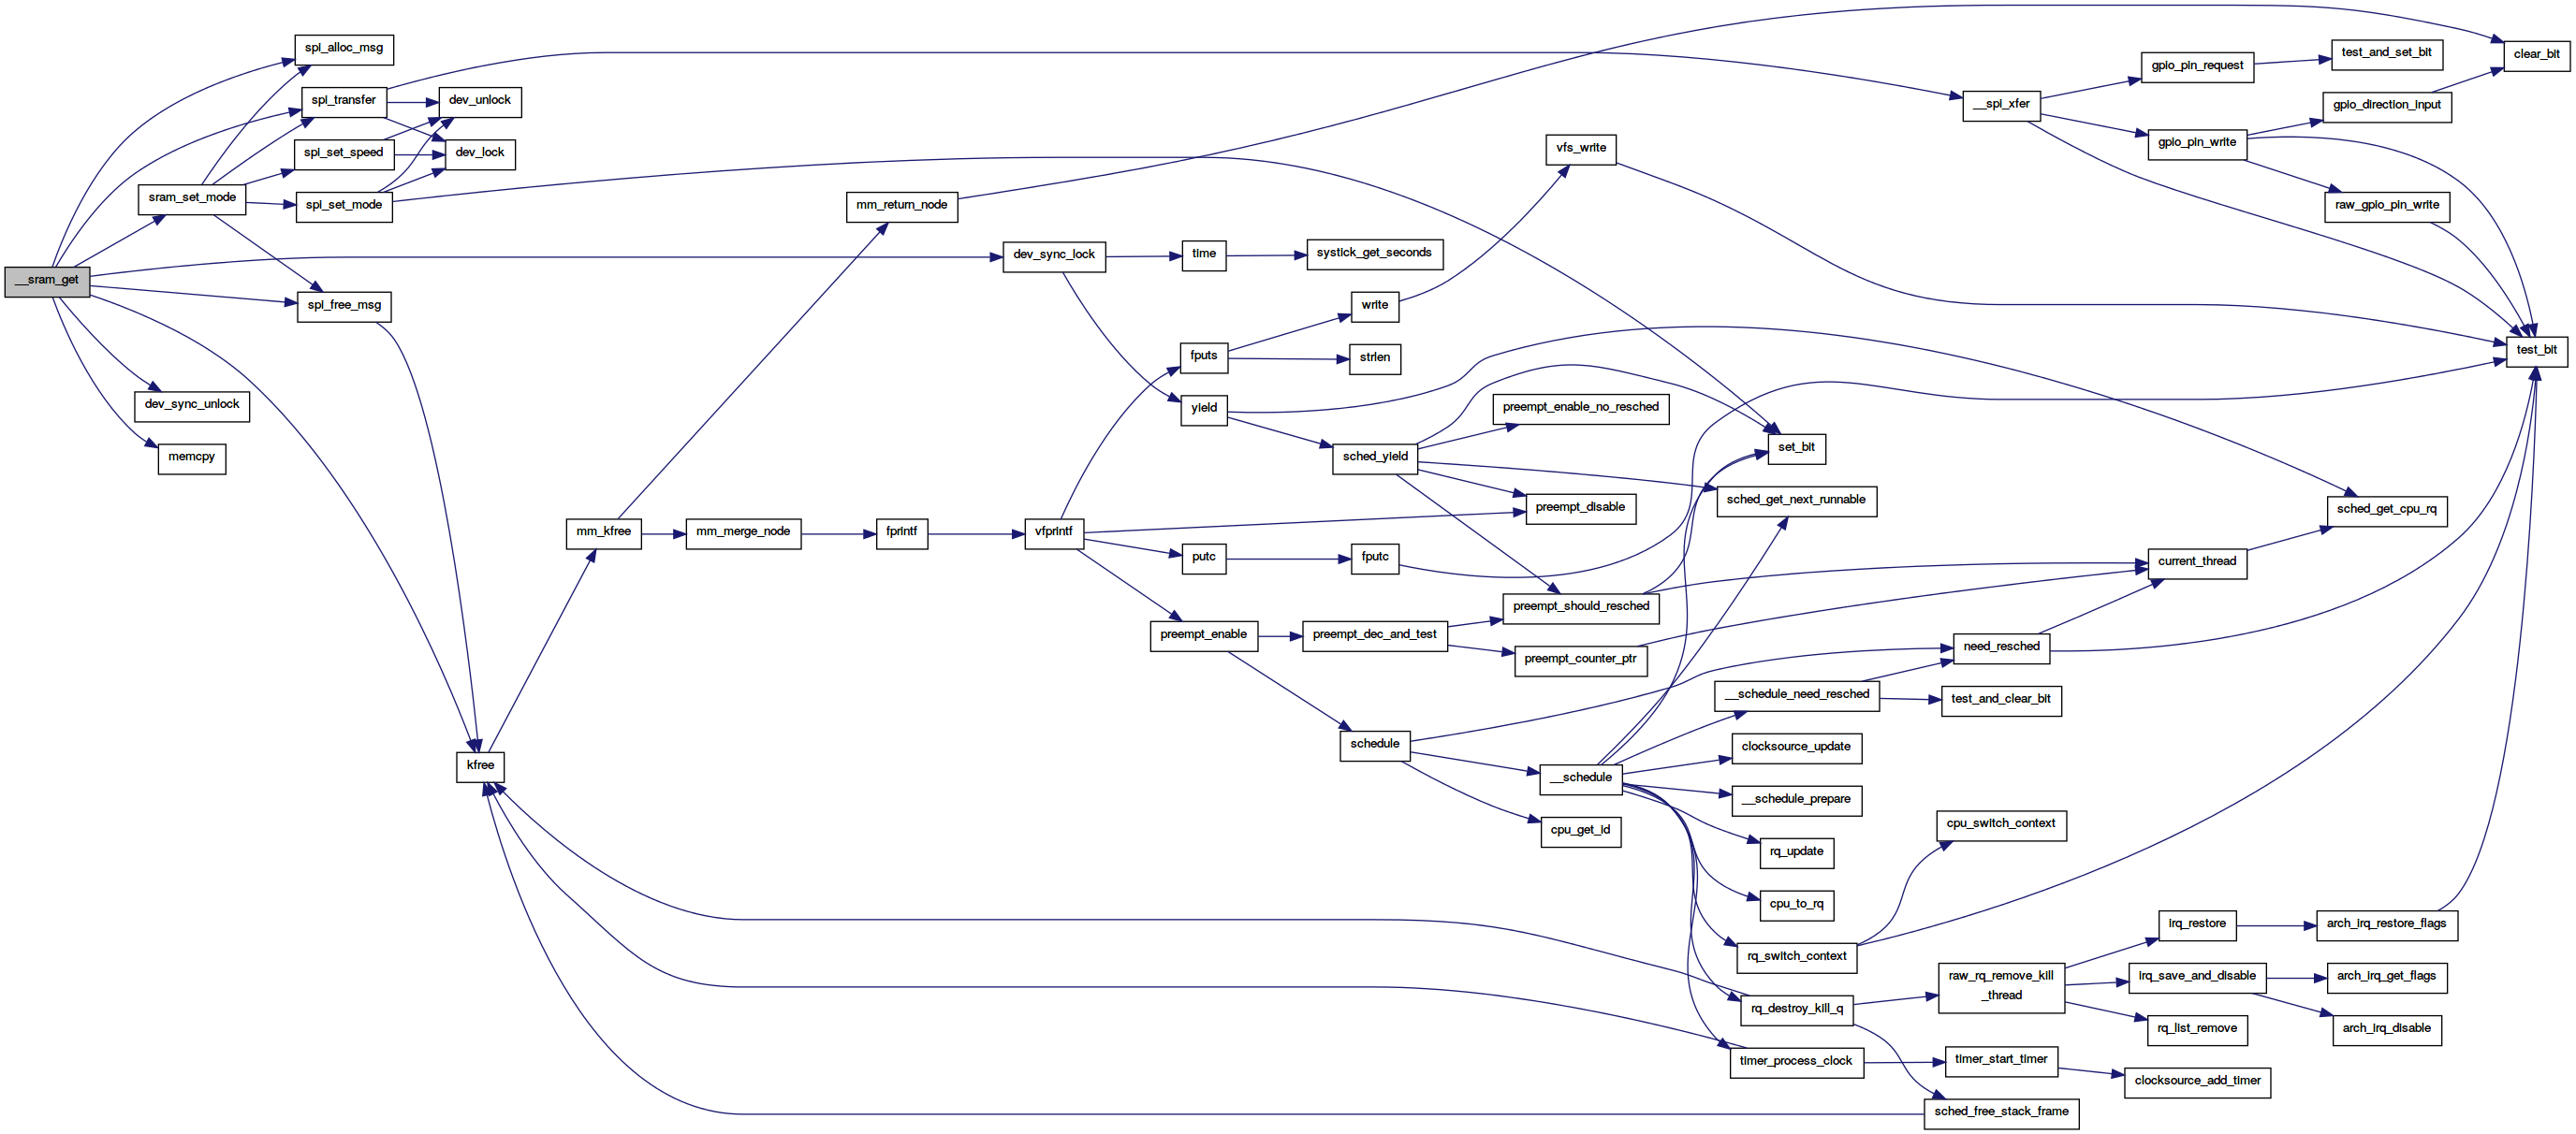 __sram_get
spi_alloc_msg
spi_transfer
dev_unlock
spi_set_speed
dev_lock
sram_set_mode
spi_set_mode
spi_free_msg
dev_sync_unlock
memcpy
kfree
mm_kfree
mm_return_node
mm_merge_node
fprintf
dev_sync_lock
vfprintf
time
systick_get_seconds
write
fputs
strlen
yield
sched_yield
putc
fputc
preempt_enable
preempt_dec_and_test
schedule
vfs_write
preempt_enable_no_resched
preempt_disable
preempt_should_resched
preempt_counter_ptr
__schedule
cpu_get_id
set_bit
sched_get_next_runnable
__schedule_need_resched
clocksource_update
__schedule_prepare
rq_update
cpu_to_rq
rq_switch_context
rq_destroy_kill_q
timer_process_clock
__spi_xfer
need_resched
test_and_clear_bit
cpu_switch_context
raw_rq_remove_kill
_thread
timer_start_timer
sched_free_stack_frame
gpio_pin_request
gpio_pin_write
current_thread
irq_restore
irq_save_and_disable
rq_list_remove
clocksource_add_timer
test_and_set_bit
gpio_direction_input
raw_gpio_pin_write
sched_get_cpu_rq
arch_irq_restore_flags
arch_irq_get_flags
arch_irq_disable
clear_bit
test_bit